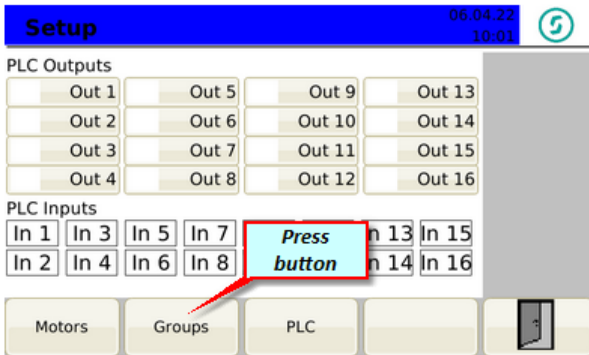 Setup
06.04.22
10:01
PLC Outputs
Out 1 Out 5 Out 9 Out 13
Out 2 Out 6 Out 10 Out 14
Out 3 Out 7 Out 11 Out 15
Out 4 Out 8 Out 12 Out 16
PLC Inputs
In 1 In 3 In 5 In 7 n 13 In 15
In 2 In 4 In 6 In 8 n 14 In 16
Press
button
Motors Groups PLC